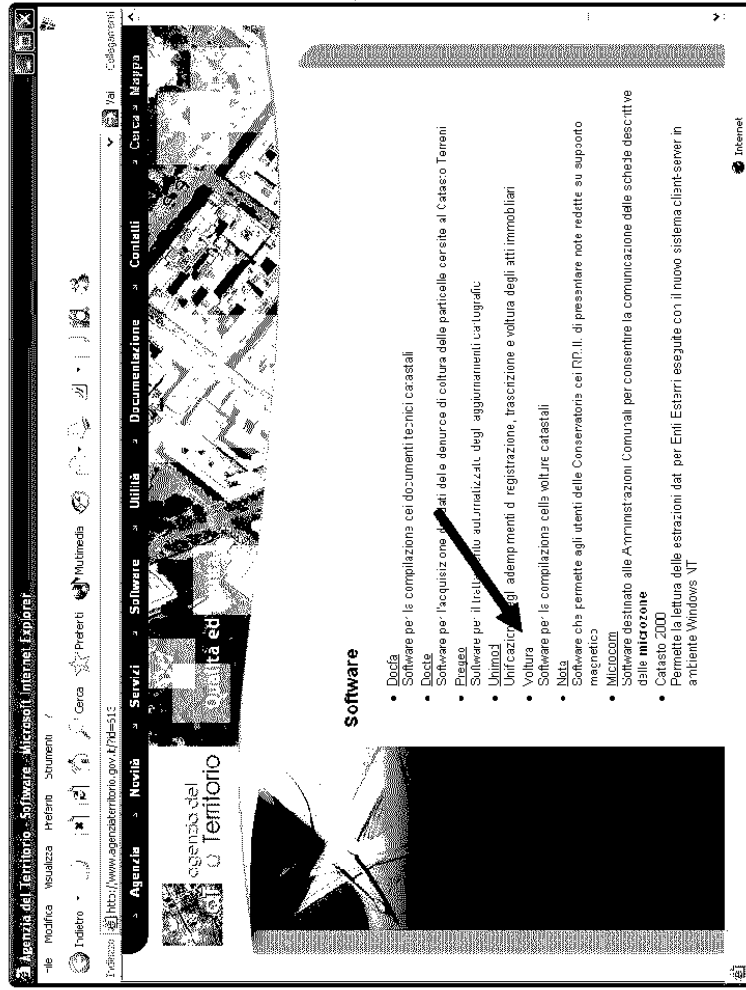 Agenzia del Territorio - Software - Microsoft Internet Explorer
File Modifica Visualizza Preferiti Strumenti ?
Indietro Cerca Preferiti Multimedia
Indirizzo http://www.agenziaterritorio.gov.it/?id=513 Vai Collegamenti
Agenzia Novità Servizi Software Utilità Documentazione Contatti Cerca Mappa
agenzia del
Territorio
ed
Software
• Docfa
Software per la compilazione dei documenti tecnici catastali
• Docte
Software per l'acquisizione dati delle denunce di coltura delle particelle censite al Catasto Terreni
• Pregeo
Software per il trattamento automatizzato degli aggiornamenti cartografici
• Unimod
Unificazione adempimenti di registrazione, trascrizione e voltura degli atti immobiliari
• Voltura
Software per la compilazione delle volture catastali
• Nota
Software che permette agli utenti delle Conservatorie dei RR.II. di presentare note redatte su supporto
magnetico
• Microcom
Software destinato alle Amministrazioni Comunali per consentire la comunicazione delle schede descrittive
delle microzone
• Catasto 2000
Permette la lettura delle estrazioni dati per Enti Esterni eseguite con il nuovo sistema client-server in
ambiente Windows NT
Internet